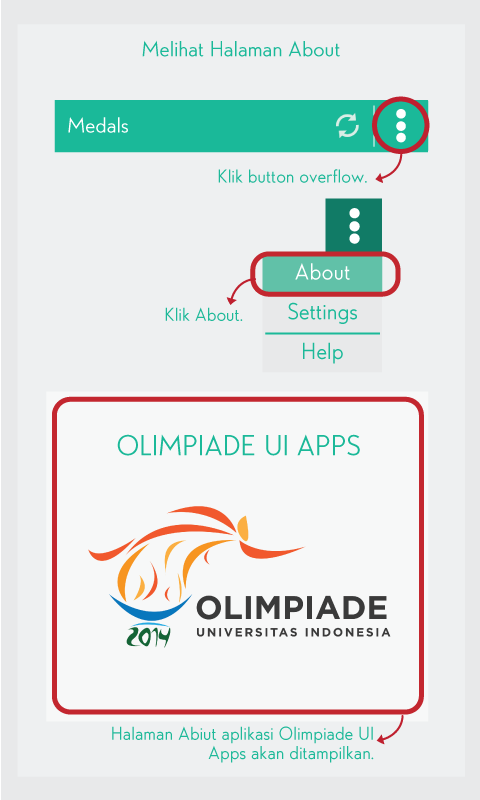 Melihat Halaman About
Medals
Klik button overflow.
About
Klik About.
Settings
Help
OLIMPIADE UI APPS
OLIMPIADE
UNIVERSITAS INDONESIA
2014
Halaman Abiut aplikasi Olimpiade UI
Apps akan ditampilkan.